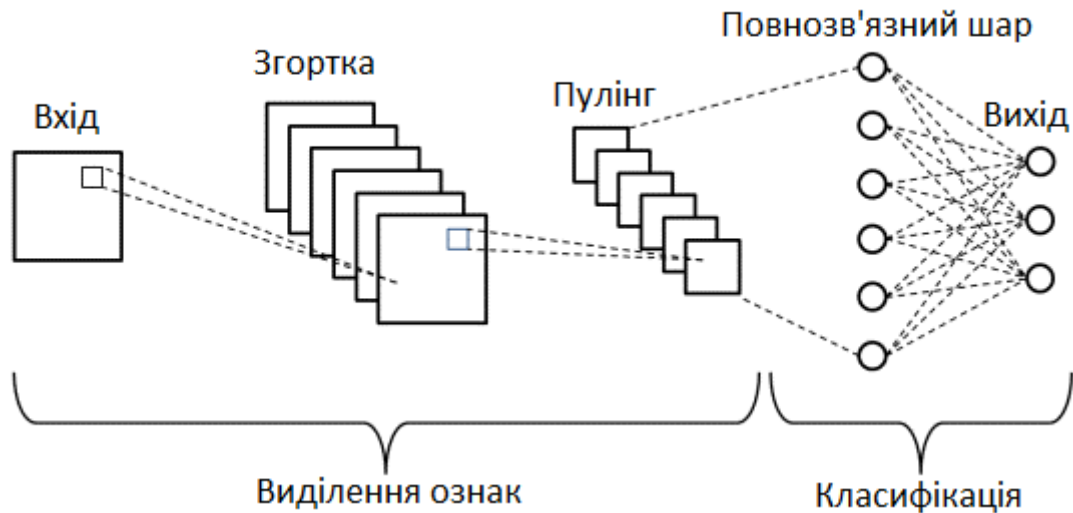 Вхід
Згортка
Пулінг
Повнозв'язний шар
Вихід
Виділення ознак
Класифікація